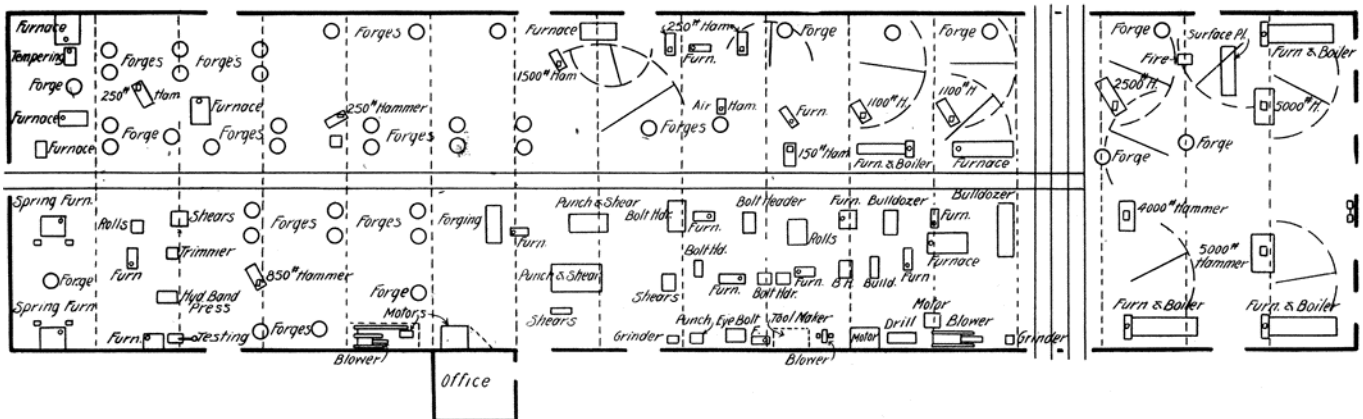 Furnace
Tempering
Forge
Furnace
Furnace
Forges
250# Ham.
Forge
Forges
Furnace
Forges
Forges
250# Hammer
Forges
Furnace
1500# Ham
250# Ham.
Furn.
Air Ham.
Forges
Forge
Furn.
150# Ham
1100# H.
Furn. & Boiler
Forge
1100# H
Furnace
Forge
2500# H.
Forge
Fire
Surface Pl.
Furn & Boiler
5000# H.
Forge
Spring Furn.
Forge
Spring Furn
Rolls
Furn
Shears
Trimmer
Hyd Band
Press
Furn.
Testing
Forges
850# Hammer
Forges
Forges
Forge
Motors
Blower
Office
Forging
Furn.
Punch & Shear
Punch & Shear
Shears
Bolt Hdr.
Furn.
Bolt Hd.
Shears
Furn.
Grinder
Punch
Eye Bolt
Bolt Header
Rolls
Bolt Hdr.
Furn.
Tool Maker
Blower
Furn.
B.H.
Motor
Bulldozer
Build.
Furn
Drill
Furn.
Furnace
Motor
Blower
Bulldozer
Grinder
4000# Hammer
Furn & Boiler
5000#
Hammer
Furn. & Boiler